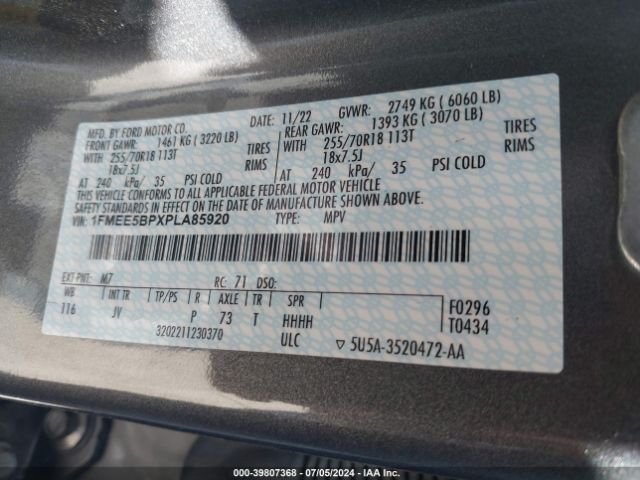 MFD. BY FORD MOTOR CO.
DATE: 11/22 GVWR: 2749 KG ( 6060 LB)
FRONT GAWR: 1461 KG ( 3220 LB) REAR GAWR: 1393 KG ( 3070 LB)
WITH 255/70R18 113T TIRES WITH 255/70R18 113T TIRES
18x7.5J RIMS 18x7.5J RIMS
AT 240 kPa/ 35 PSI COLD AT 240 kPa/ 35 PSI COLD
THIS VEHICLE CONFORMS TO ALL APPLICABLE FEDERAL MOTOR VEHICLE
SAFETY STANDARDS IN EFFECT ON THE DATE OF MANUFACTURE SHOWN ABOVE.
VIN: 1FMEE5BPXPLA85920 TYPE: MPV
EXT PNT: M7 RC: 71 DSO:
WB INT TR TP/PS R AXLE TR SPR
116 JV P 73 T HHHH F0296
T0434
3202211230370 ULC ▽ 5U5A-3520472-AA
000-39807368 - 07/05/2024 - IAA Inc.